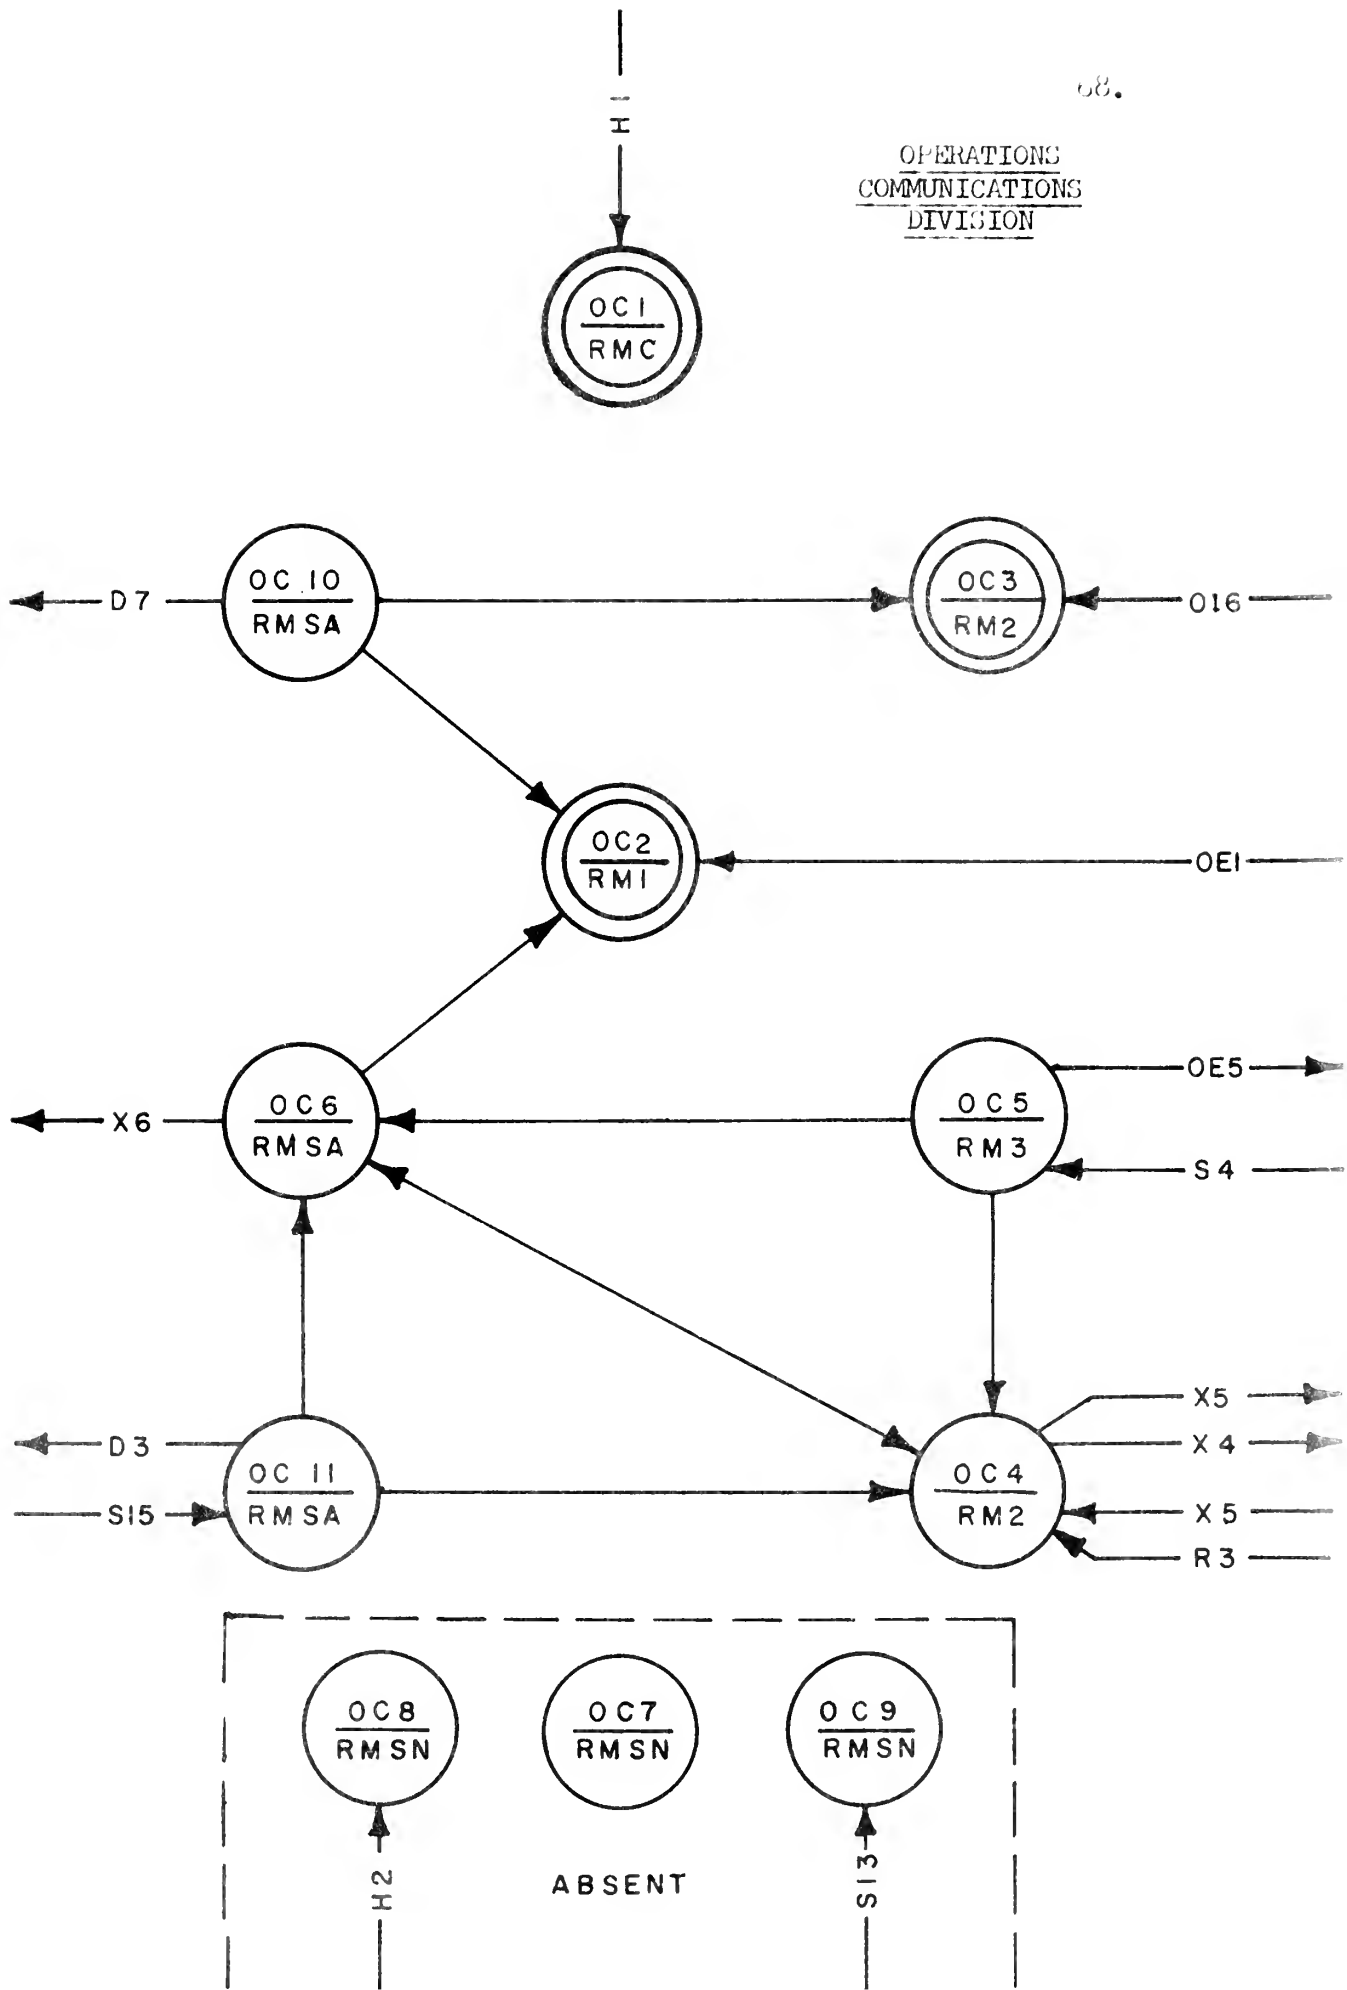 H1
68.
OPERATIONS
COMMUNICATIONS
DIVISION
OC1
RMC
D7
OC 10
RMSA
OC3
RM2
O16
OC2
RM1
OE1
X6
OC6
RMSA
OC5
RM3
OE5
S4
D3
S15
OC 11
RMSA
OC4
RM2
X5
X4
X5
R3
OC8
RMSN
OC7
RMSN
OC9
RMSN
H2
ABSENT
S13